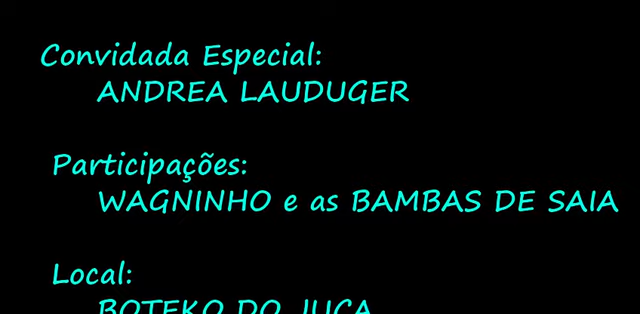 Convidada Especial:
ANDREA LAUDUGER
Participações:
WAGNINHO e as BAMBAS DE SAIA
Local:
BOTEKO DO JUCA